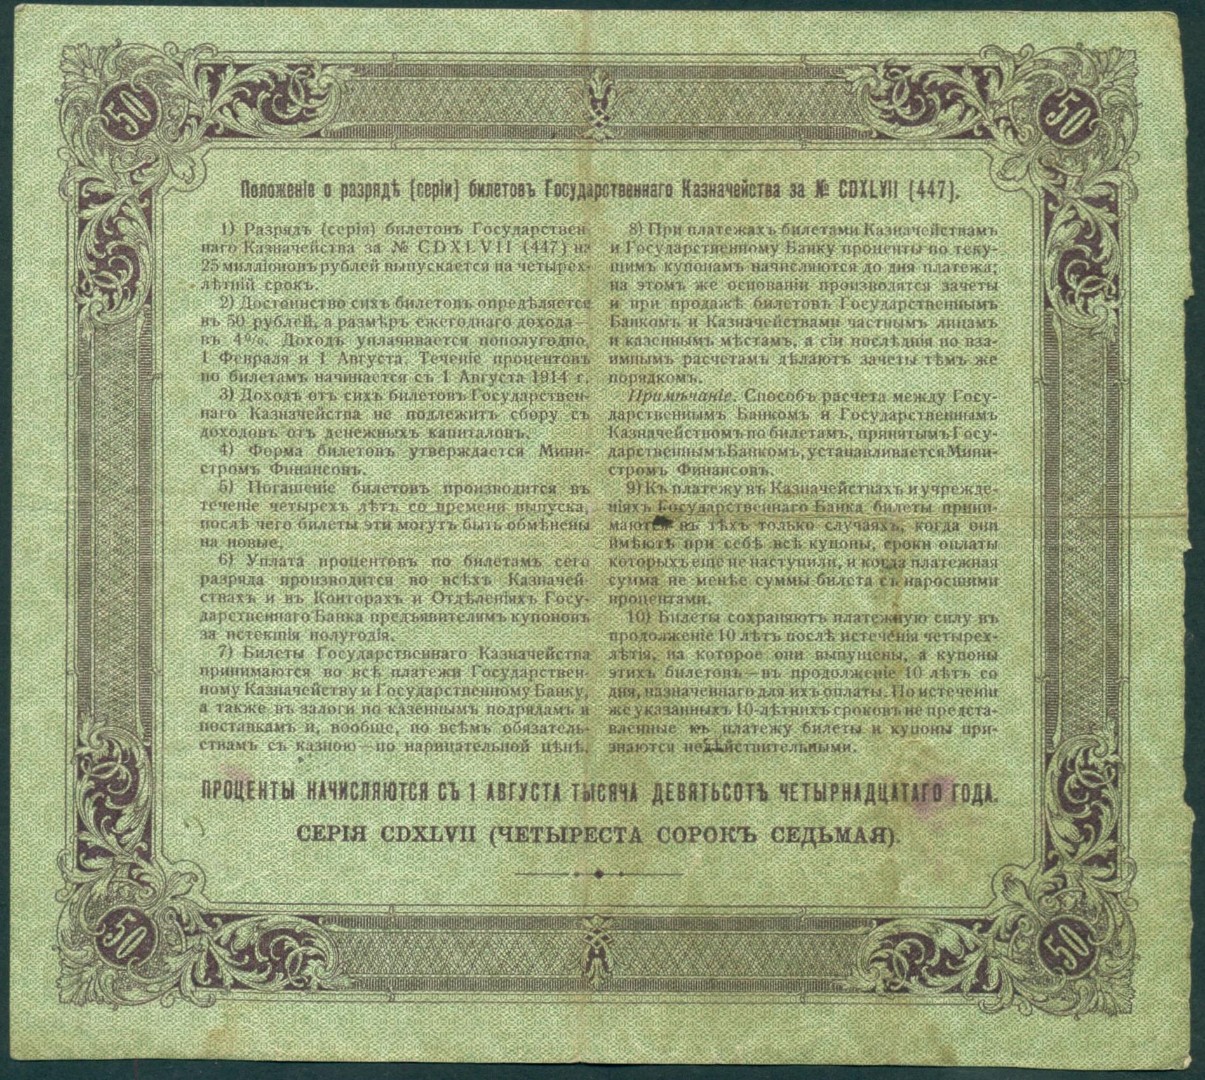 50
50
Положеніе о разрядѣ (серіи) билетовъ Государственнаго Казначейства за № CDXLVII (447).
1) Разрядъ (серія) билетовъ Государствен-
наго Казначейства за № CDXLVII (447) на
25 милліоновъ рублей выпускается на четырех-
лѣтній срокъ.
2) Достоинство сихъ билетовъ опредѣляется
въ 50 рублей, а размѣръ ежегоднаго дохода —
въ 4%. Доходъ уплачивается пополугодно,
1 Февраля и 1 Августа. Теченіе процентовъ
по билетамъ начинается съ 1 Августа 1914 г.
3) Доходъ отъ сихъ билетовъ Государствен-
наго Казначейства не подлежитъ сбору съ
доходовъ отъ денежныхъ капиталовъ.
4) Форма билетовъ утверждается Мини-
стромъ Финансовъ.
5) Погашеніе билетовъ производится въ
теченіе четырехъ лѣтъ со времени выпуска,
послѣ чего билеты эти могутъ быть обмѣнены
на новые.
6) Уплата процентовъ по билетамъ сего
разряда производится во всѣхъ Казначей-
ствахъ и въ Конторахъ и Отдѣленіяхъ Госу-
дарственнаго Банка предъявителямъ купоновъ
за истекшія полугодія.
7) Билеты Государственнаго Казначейства
принимаются во всѣ платежи Государствен-
ному Казначейству и Государственному Банку,
а также въ залоги по казеннымъ подрядамъ и
поставкамъ и, вообще, по всѣмъ обязатель-
ствамъ съ казною — по нарицательной цѣнѣ.
8) При платежахъ билетами Казначействамъ
и Государственному Банку проценты по теку-
щимъ купонамъ начисляются до дня платежа;
на этомъ же основаніи производятся зачеты
и при продажѣ билетовъ Государственнымъ
Банкомъ и Казначействами частнымъ лицамъ
и казеннымъ мѣстамъ, а сіи послѣднія по вза-
имнымъ расчетамъ дѣлаютъ зачеты тѣмъ же
порядкомъ.
Примѣчаніе. Способъ расчета между Госу-
дарственнымъ Банкомъ и Государственнымъ
Казначействомъ по билетамъ, принятымъ Госу-
дарственнымъ Банкомъ, устанавливается Мини-
стромъ Финансовъ.
9) Къ платежу въ Казначействахъ и учрежде-
ніяхъ Государственнаго Банка билеты прини-
маются въ тѣхъ только случаяхъ, когда они
имѣютъ при себѣ всѣ купоны, сроки оплаты
которыхъ еще не наступили, и когда платежная
сумма не менѣе суммы билета съ наросшими
процентами.
10) Билеты сохраняютъ платежную силу въ
продолженіе 10 лѣтъ послѣ истеченія четырех-
лѣтія, на которое они выпущены, а купоны
этихъ билетовъ — въ продолженіе 10 лѣтъ со
дня, назначеннаго для ихъ оплаты. По истеченіи
же указанныхъ 10-лѣтнихъ сроковъ не предста-
вленные къ платежу билеты и купоны при-
знаются недѣйствительными.
ПРОЦЕНТЫ НАЧИСЛЯЮТСЯ СЪ 1 АВГУСТА ТЫСЯЧА ДЕВЯТЬСОТЪ ЧЕТЫРНАДЦАТАГО ГОДА.
СЕРІЯ CDXLVII (ЧЕТЫРЕСТА СОРОКЪ СЕДЬМАЯ).
50
50